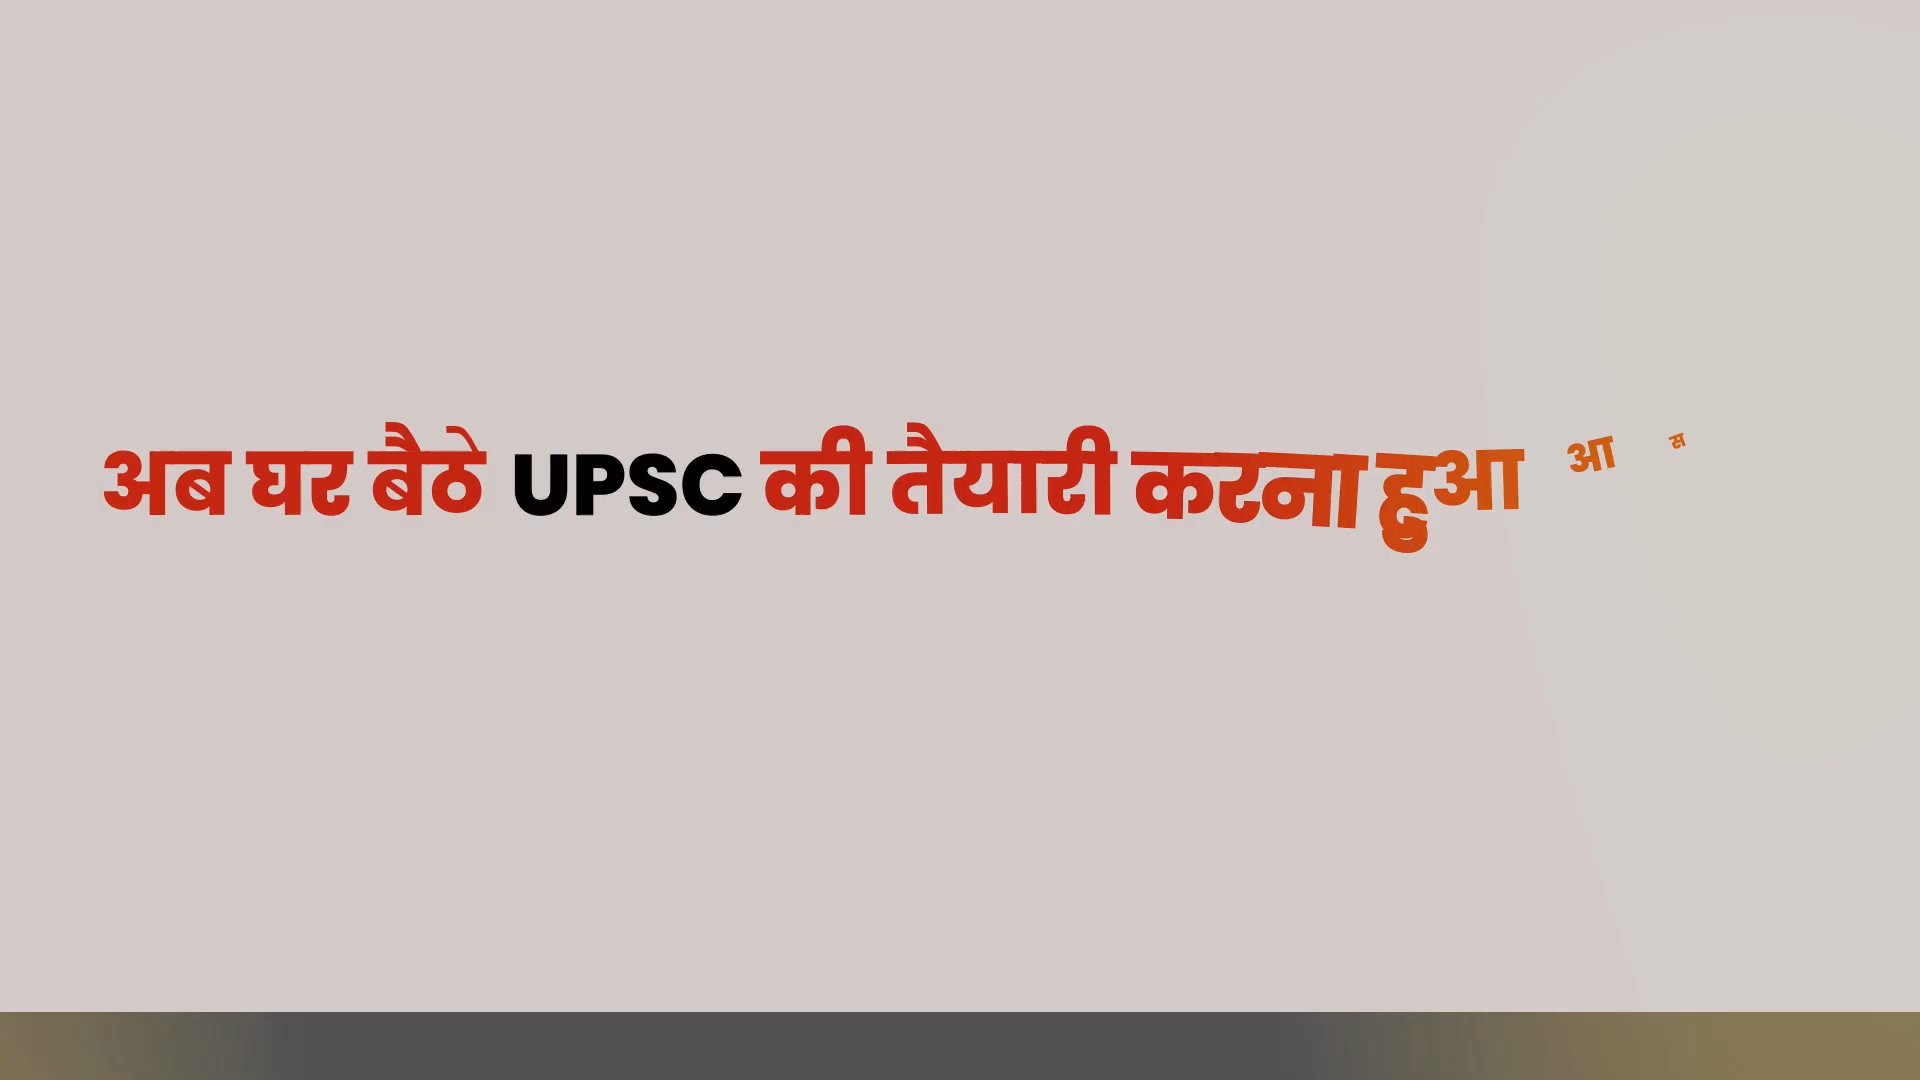 अब घर बैठे UPSC की तैयारी करना हुआ आ स